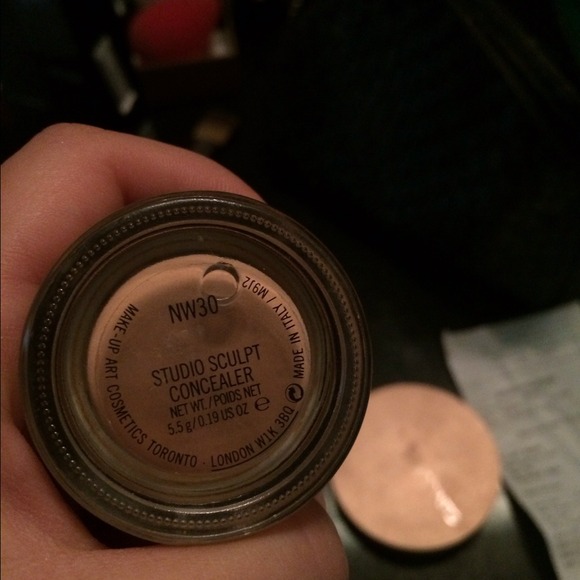 NW30
STUDIO SCULPT
CONCEALER
NET WT./POIDS NET
5.5 g/0.19 US OZ e
MAKE-UP ART COSMETICS TORONTO · LONDON W1K 3BQ
MADE IN ITALY / M912